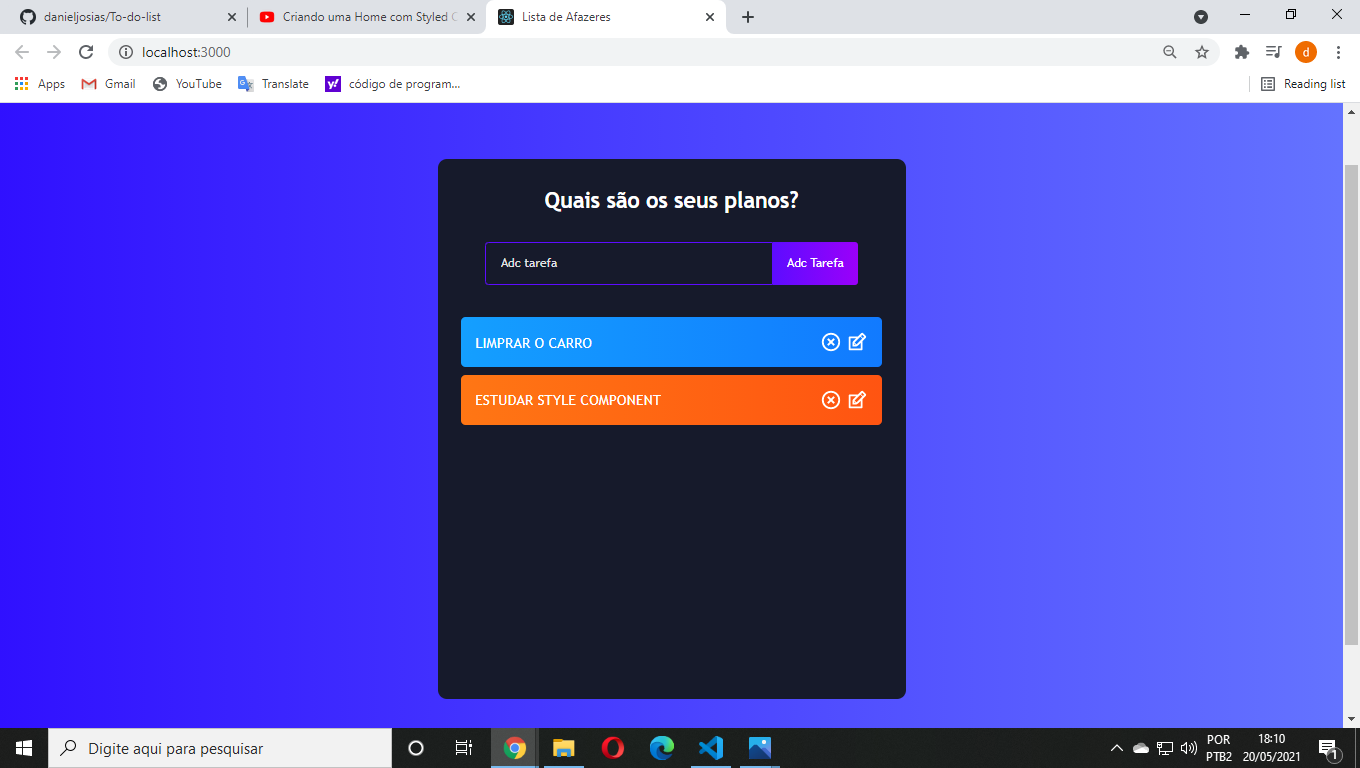 danieljosias/To-do-list
Criando uma Home com Styled C
Lista de Afazeres
localhost:3000
d
Apps
Gmail
YouTube
Translate
código de program...
Reading list
Quais são os seus planos?
Adc tarefa
Adc Tarefa
LIMPRAR O CARRO
ESTUDAR STYLE COMPONENT
Digite aqui para pesquisar
POR
PTB2
18:10
20/05/2021
1